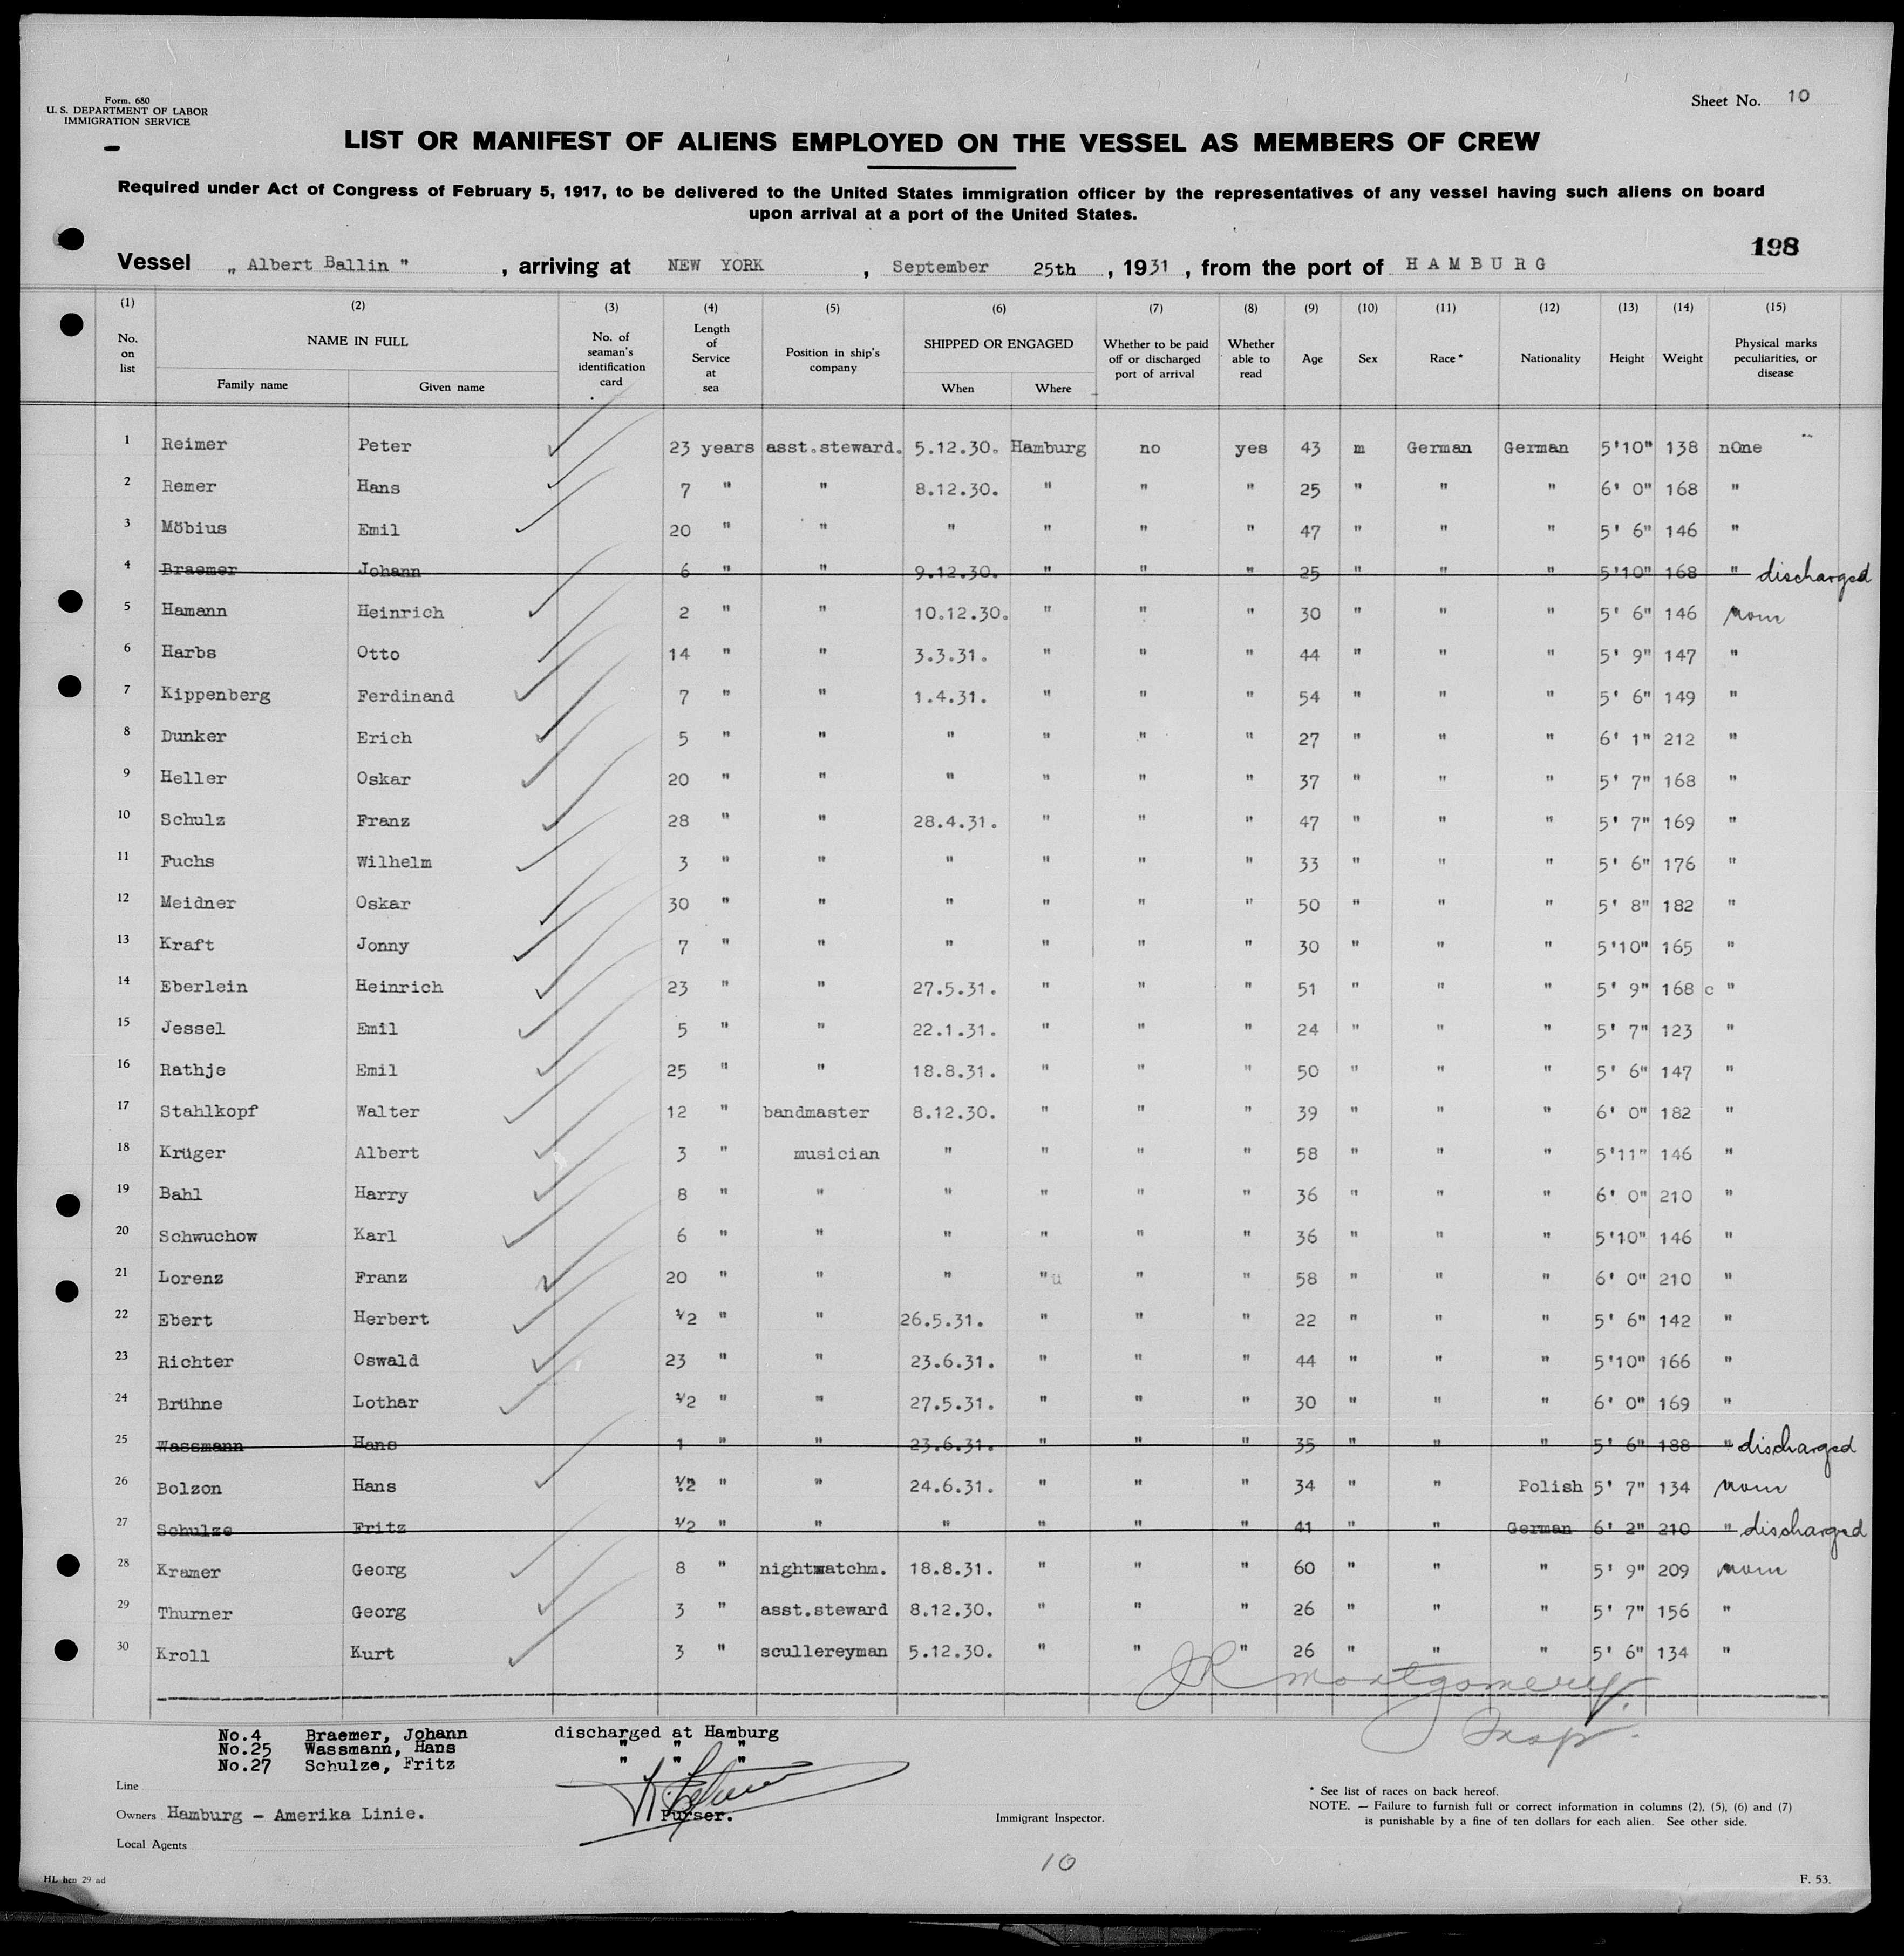 Form. 680
U. S. DEPARTMENT OF LABOR
IMMIGRATION SERVICE
Sheet No. 10
LIST OR MANIFEST OF ALIENS EMPLOYED ON THE VESSEL AS MEMBERS OF CREW
Required under Act of Congress of February 5, 1917, to be delivered to the United States immigration officer by the representatives of any vessel having such aliens on board
upon arrival at a port of the United States.
198
Vessel „ Albert Ballin " , arriving at NEW YORK , September 25th , 1931 , from the port of HAMBURG
(1) (2) (3) (4) (5) (6) (7) (8) (9) (10) (11) (12) (13) (14) (15)
No. on list NAME IN FULL Family name Given name No. of seaman's identification card Length of Service at sea Position in ship's company SHIPPED OR ENGAGED When Where Whether to be paid off or discharged port of arrival Whether able to read Age Sex Race* Nationality Height Weight Physical marks peculiarities, or disease
1 Reimer Peter 23 years asst.steward. 5.12.30. Hamburg no yes 43 m German German 5'10" 138 nOne
2 Remer Hans 7 " " 8.12.30. " " " 25 " " " 6' 0" 168 "
3 Möbius Emil 20 " " " " " " 47 " " " 5' 6" 146 "
4 Braemer Johann 6 " " 9.12.30. " " " 25 " " " 5'10" 168 " discharged
5 Hamann Heinrich 2 " " 10.12.30. " " " 30 " " " 5' 6" 146
6 Harbs Otto 14 " " 3.3.31. " " " 44 " " " 5' 9" 147 "
7 Kippenberg Ferdinand 7 " " 1.4.31. " " " 54 " " " 5' 6" 149 "
8 Dunker Erich 5 " " " " " " 27 " " " 6' 1" 212 "
9 Heller Oskar 20 " " " " " " 37 " " " 5' 7" 168 "
10 Schulz Franz 28 " " 28.4.31. " " " 47 " " " 5' 7" 169 "
11 Fuchs Wilhelm 3 " " " " " " 33 " " " 5' 6" 176 "
12 Meidner Oskar 30 " " " " " " 50 " " " 5' 8" 182 "
13 Kraft Jonny 7 " " " " " " 30 " " " 5'10" 165 "
14 Eberlein Heinrich 23 " " 27.5.31. " " " 51 " " " 5' 9" 168 c "
15 Jessel Emil 5 " " 22.1.31. " " " 24 " " " 5' 7" 123 "
16 Rathje Emil 25 " " 18.8.31. " " " 50 " " " 5' 6" 147 "
17 Stahlkopf Walter 12 " bandmaster 8.12.30. " " " 39 " " " 6' 0" 182 "
18 Krüger Albert 3 " musician " " " " 58 " " " 5'11" 146 "
19 Bahl Harry 8 " " " " " " 36 " " " 6' 0" 210 "
20 Schwuchow Karl 6 " " " " " " 36 " " " 5'10" 146 "
21 Lorenz Franz 20 " " " "u " " 58 " " " 6' 0" 210 "
22 Ebert Herbert 1/2 " " 26.5.31. " " " 22 " " " 5' 6" 142 "
23 Richter Oswald 23 " " 23.6.31. " " " 44 " " " 5'10" 166 "
24 Brühne Lothar 1/2 " " 27.5.31. " " " 30 " " " 6' 0" 169 "
25 Wassmann Hans 1 " " 23.6.31. " " " 35 " " " 5' 6" 188 " discharged
26 Bolzon Hans 1/2 " " 24.6.31. " " " 34 " " Polish 5' 7" 134
27 Schulze Fritz 1/2 " " " " " " 41 " " German 6' 2" 210 " discharged
28 Kramer Georg 8 " nightwatchm. 18.8.31. " " " 60 " " " 5' 9" 209
29 Thurner Georg 3 " asst.steward 8.12.30. " " " 26 " " " 5' 7" 156 "
30 Kroll Kurt 3 " scullereyman 5.12.30. " " " 26 " " " 5' 6" 134 "
JR Montgomery
Insp.
No.4 Braemer, Johann discharged at Hamburg
No.25 Wassmann, Hans " " "
No.27 Schulze, Fritz " " "
Line
Owners Hamburg - Amerika Linie.
Local Agents
Purser.
Immigrant Inspector.
* See list of races on back hereof.
NOTE. — Failure to furnish full or correct information in columns (2), (5), (6) and (7)
is punishable by a fine of ten dollars for each alien. See other side.
10
HL hen 29 ad
F. 53.